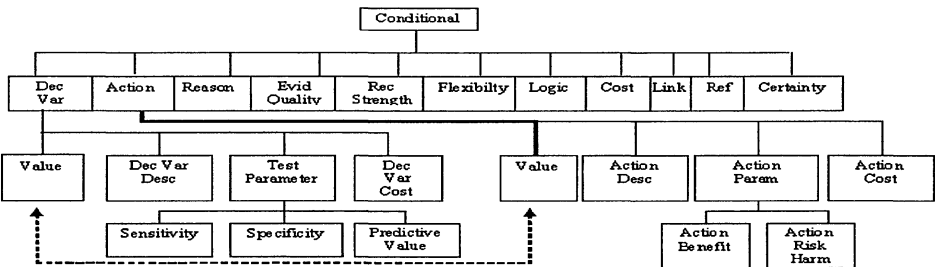 Conditional
Dec
Var
Action
Reason
Evid
Quality
Rec
Strength
Flexibilty
Logic
Cost
Link
Ref
Certainty
Value
Dec Var
Desc
Test
Parameter
Dec
Var
Cost
Value
Action
Desc
Action
Param
Action
Cost
Sensitivity
Specificity
Predictive
Value
Action
Benefit
Action
Risk
Harm